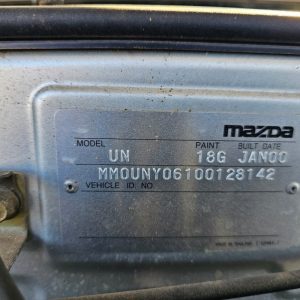 mazda
MODEL PAINT BUILT DATE
UN 18G JAN00
MM0UNY06100128142
VEHICLE ID. NO.